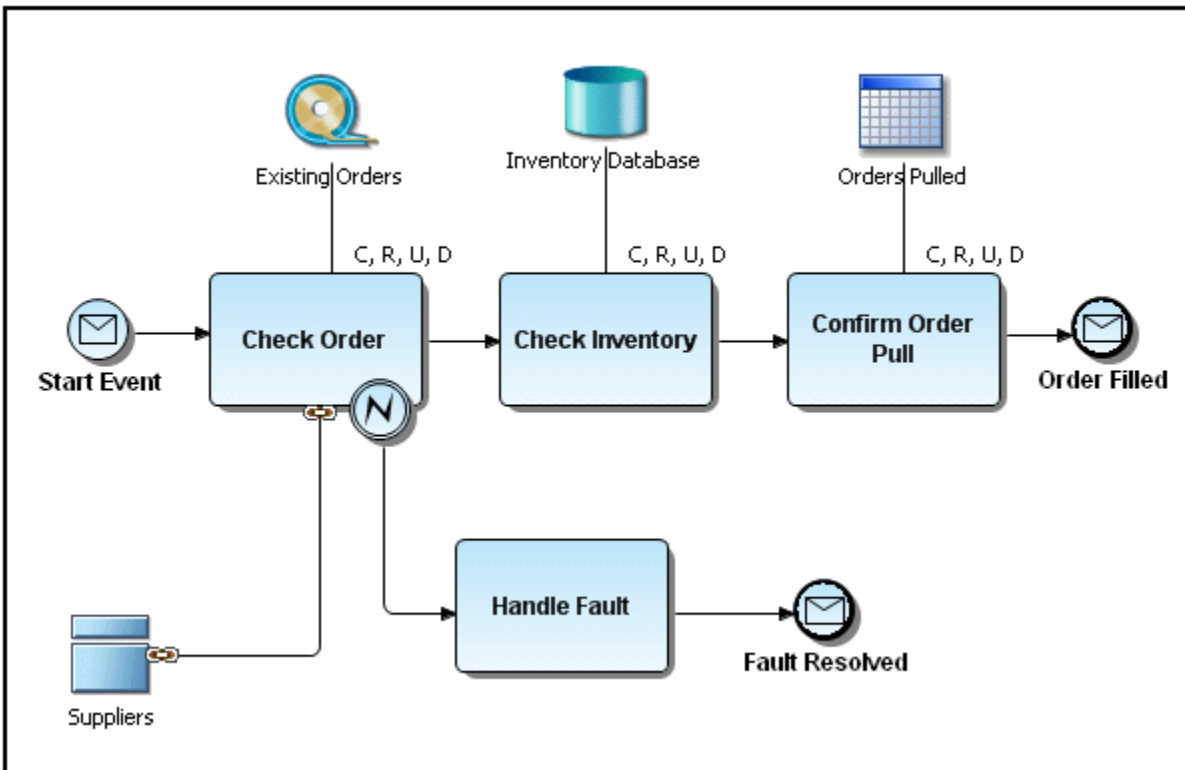 Existing Orders
Inventory Database
Orders Pulled
C, R, U, D
C, R, U, D
C, R, U, D
Check Order
Check Inventory
Confirm Order
Pull
Start Event
Order Filled
Handle Fault
Fault Resolved
Suppliers